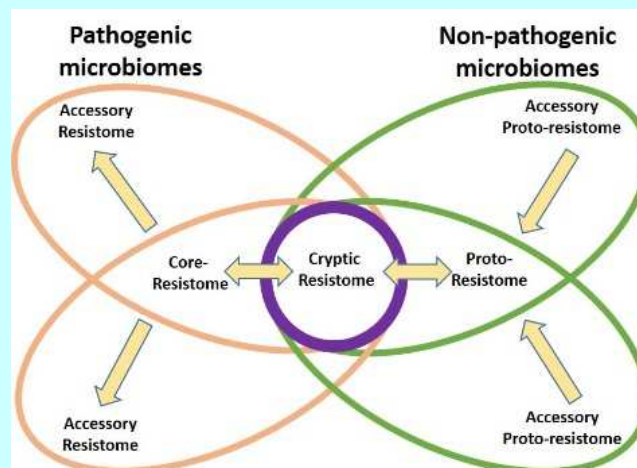 Pathogenic
microbiomes
Non-pathogenic
microbiomes
Accessory
Resistome
Accessory
Proto-resistome
Core-
Resistome
Cryptic
Resistome
Proto-
Resistome
Accessory
Resistome
Accessory
Proto-resistome